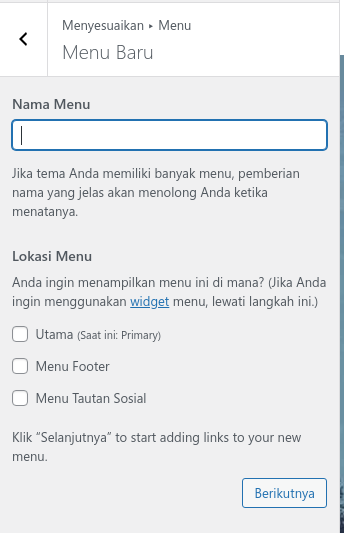 Menyesuaikan ▸ Menu
Menu Baru
Nama Menu
Jika tema Anda memiliki banyak menu, pemberian
nama yang jelas akan menolong Anda ketika
menatanya.
Lokasi Menu
Anda ingin menampilkan menu ini di mana? (Jika Anda
ingin menggunakan widget menu, lewati langkah ini.)
Utama (Saat ini: Primary)
Menu Footer
Menu Tautan Sosial
Klik “Selanjutnya” to start adding links to your new
menu.
Berikutnya